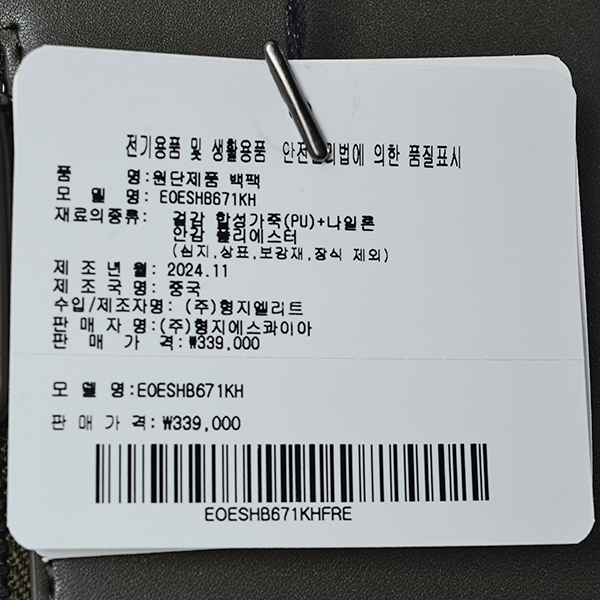 전기용품 및 생활용품 안전관리법에 의한 품질표시
품 명:원단제품 백팩
모 델 명: EOESHB671KH
재료의종류: 겉감 합성가죽(PU)+나일론
안감 폴리에스터
(심지,상표,보강재,장식 제외)
제 조 년 월: 2024.11
제 조 국 명: 중국
수입/제조자명: (주)형지엘리트
판 매 자 명:(주)형지에스콰이아
판 매 가 격:₩339,000
모 델 명:EOESHB671KH
판 매 가 격: ₩339,000
EOESHB671KHFRE